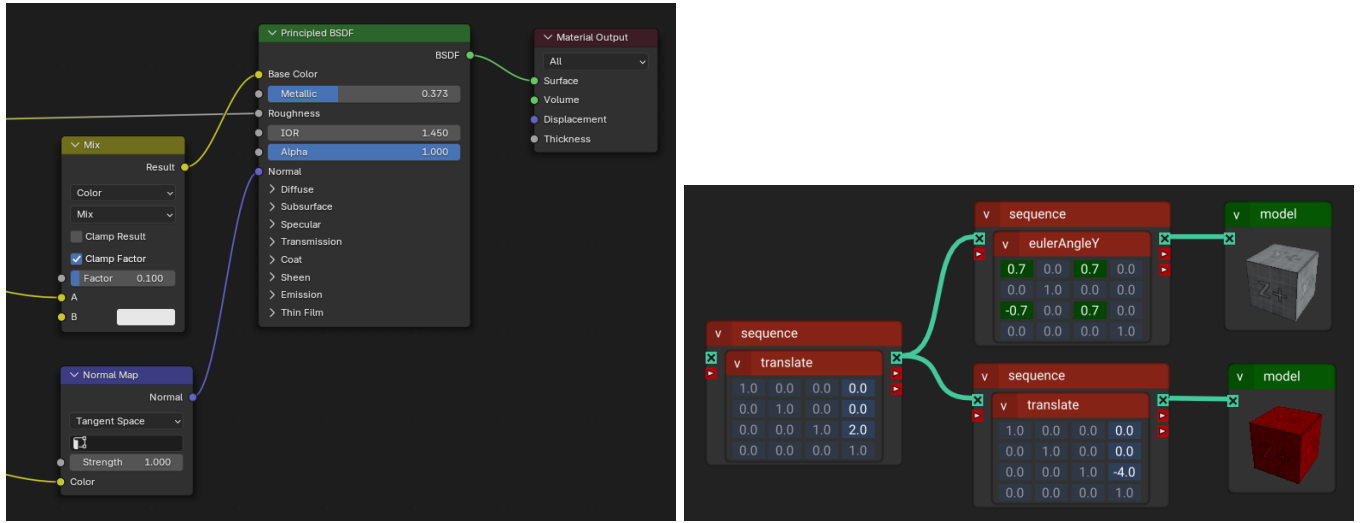 Principled BSDF
BSDF
Base Color
Metallic 0.373
Roughness
IOR 1.450
Alpha 1.000
Normal
Diffuse
Subsurface
Specular
Transmission
Coat
Sheen
Emission
Thin Film
Material Output
All
Surface
Volume
Displacement
Thickness
Mix
Result
Color
Mix
Clamp Result
Clamp Factor
Factor 0.100
A
B
Normal Map
Normal
Tangent Space
Strength 1.000
Color
v sequence
v translate
1.0 0.0 0.0 0.0
0.0 1.0 0.0 0.0
0.0 0.0 1.0 2.0
0.0 0.0 0.0 1.0
v sequence
v eulerAngleY
0.7 0.0 0.7 0.0
0.0 1.0 0.0 0.0
-0.7 0.0 0.7 0.0
0.0 0.0 0.0 1.0
v model
Z+
v sequence
v translate
1.0 0.0 0.0 0.0
0.0 1.0 0.0 0.0
0.0 0.0 1.0 -4.0
0.0 0.0 0.0 1.0
v model
Z+